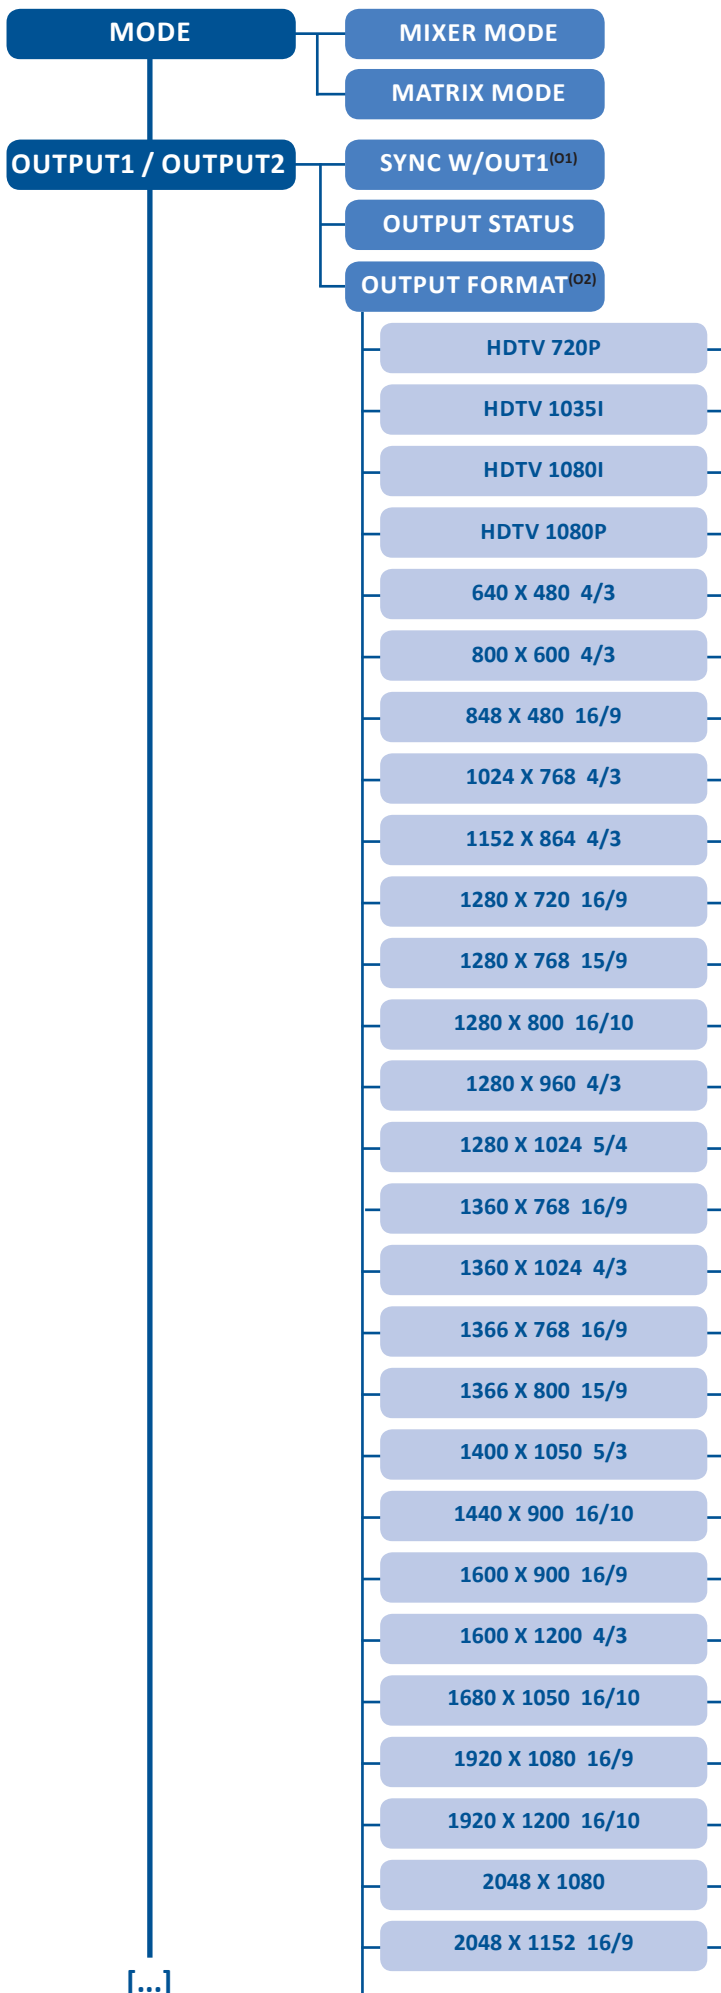 MODE
MIXER MODE
MATRIX MODE
OUTPUT1 / OUTPUT2
SYNC W/OUT1(O1)
OUTPUT STATUS
OUTPUT FORMAT(O2)
HDTV 720P
HDTV 1035I
HDTV 1080I
HDTV 1080P
640 X 480 4/3
800 X 600 4/3
848 X 480 16/9
1024 X 768 4/3
1152 X 864 4/3
1280 X 720 16/9
1280 X 768 15/9
1280 X 800 16/10
1280 X 960 4/3
1280 X 1024 5/4
1360 X 768 16/9
1360 X 1024 4/3
1366 X 768 16/9
1366 X 800 15/9
1400 X 1050 5/3
1440 X 900 16/10
1600 X 900 16/9
1600 X 1200 4/3
1680 X 1050 16/10
1920 X 1080 16/9
1920 X 1200 16/10
2048 X 1080
2048 X 1152 16/9
[...]